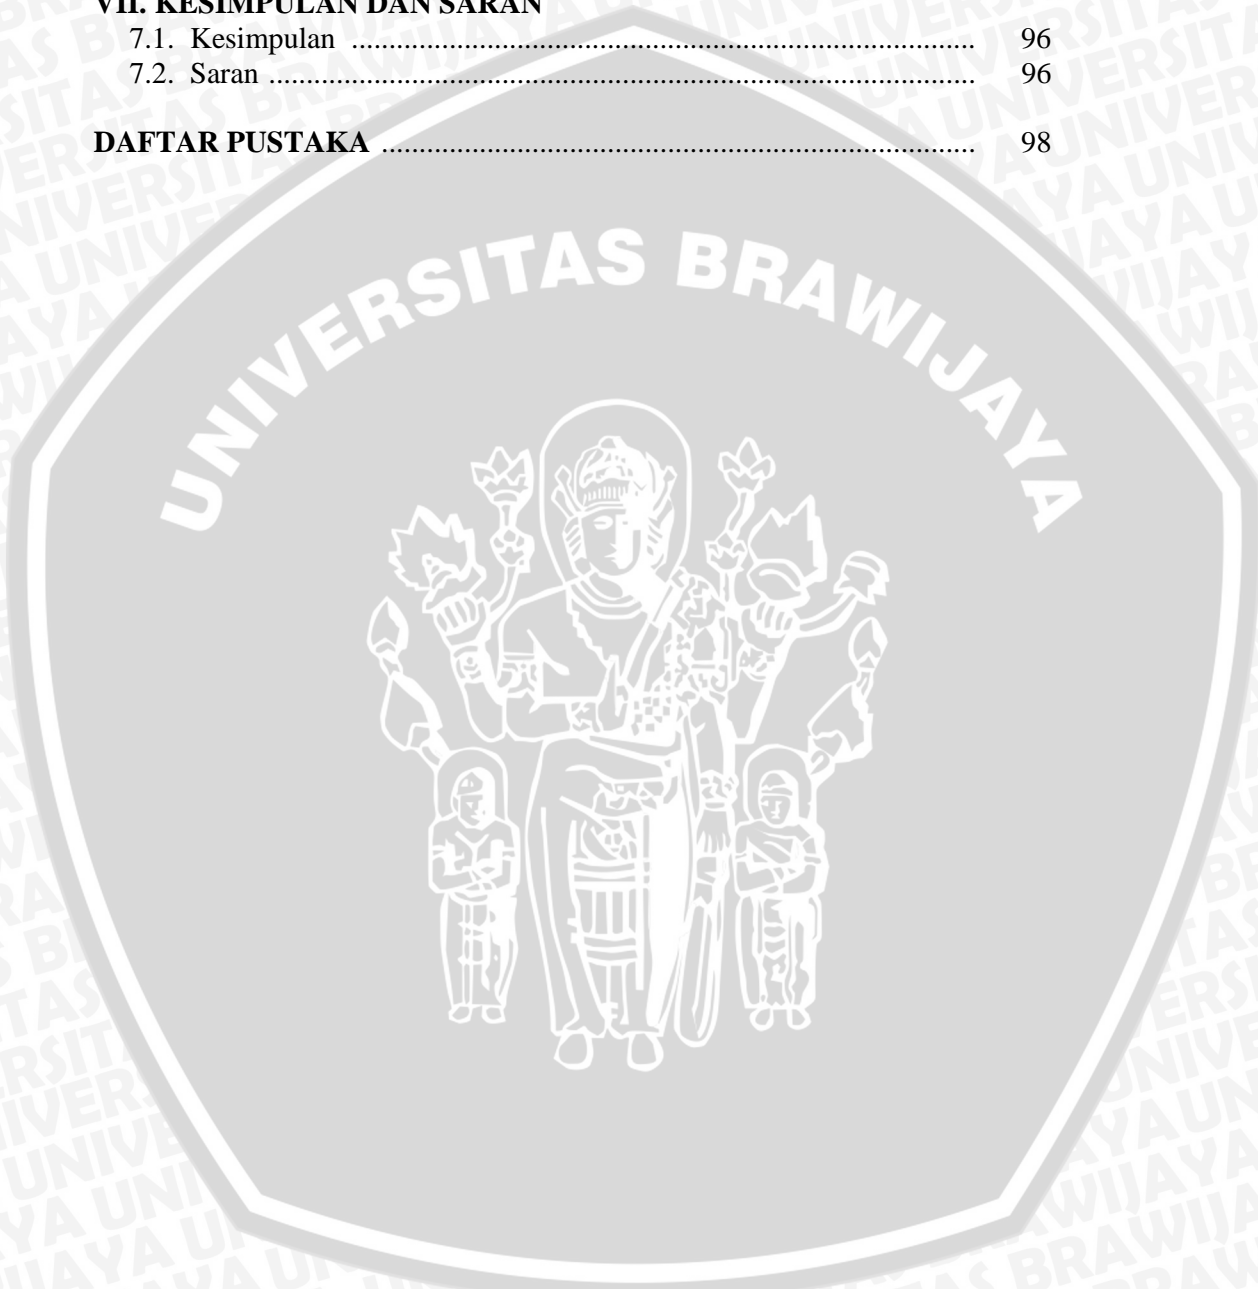 VII. KESIMPULAN DAN SARAN
7.1. Kesimpulan ..................................................................... 96
7.2. Saran .............................................................................. 96
DAFTAR PUSTAKA .................................................................. 98
UNIVERSITAS BRAWIJAYA